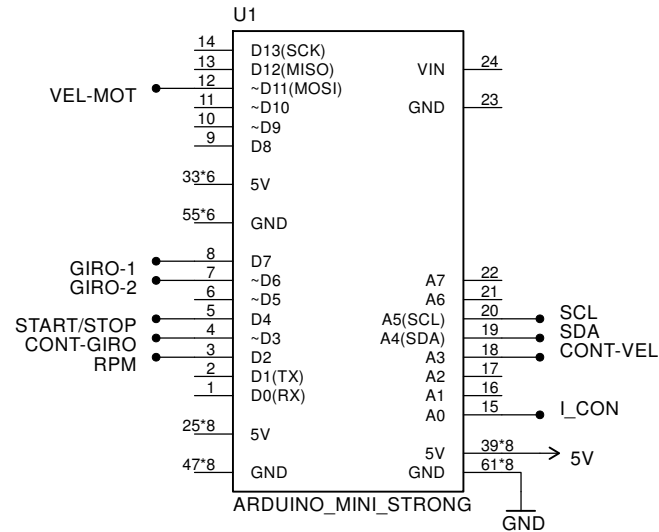 U1
14 D13(SCK)
13 D12(MISO) VIN 24
VEL-MOT 12 ~D11(MOSI)
11 ~D10 GND 23
10 ~D9
9 D8
33*6 5V
55*6 GND
GIRO-1 8 D7
GIRO-2 7 ~D6 A7 22
6 ~D5 A6 21
START/STOP 5 D4 A5(SCL) 20 SCL
CONT-GIRO 4 ~D3 A4(SDA) 19 SDA
RPM 3 D2 A3 18 CONT-VEL
2 D1(TX) A2 17
1 D0(RX) A1 16
A0 15 I_CON
25*8 5V
5V 39*8 5V
47*8 GND GND 61*8
ARDUINO_MINI_STRONG
GND